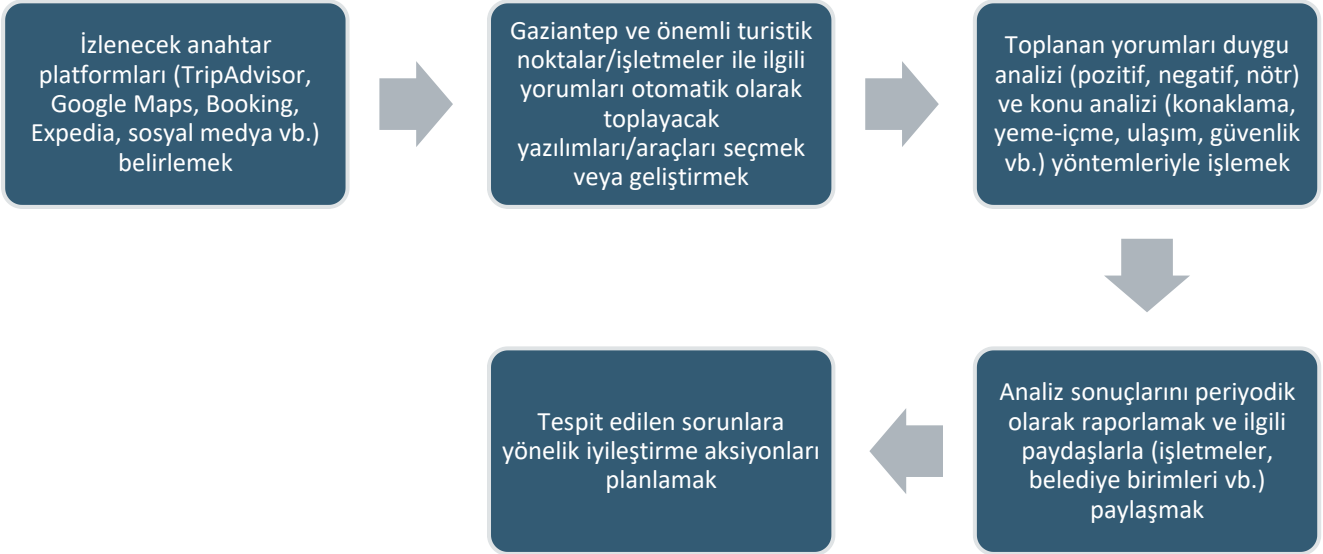 İzlenecek anahtar
platformları (TripAdvisor,
Google Maps, Booking,
Expedia, sosyal medya vb.)
belirlemek
Gaziantep ve önemli turistik
noktalar/işletmeler ile ilgili
yorumları otomatik olarak
toplayacak
yazılımları/araçları seçmek
veya geliştirmek
Toplanan yorumları duygu
analizi (pozitif, negatif, nötr)
ve konu analizi (konaklama,
yeme-içme, ulaşım, güvenlik
vb.) yöntemleriyle işlemek
Analiz sonuçlarını periyodik
olarak raporlamak ve ilgili
paydaşlarla (işletmeler,
belediye birimleri vb.)
paylaşmak
Tespit edilen sorunlara
yönelik iyileştirme aksiyonları
planlamak